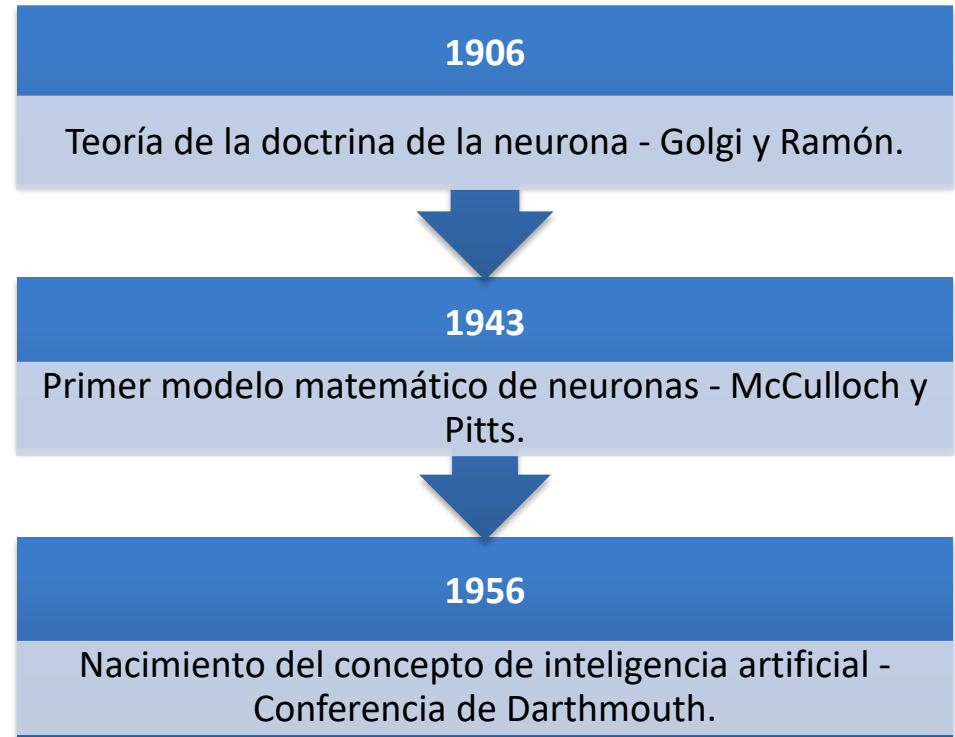 1906
Teoría de la doctrina de la neurona - Golgi y Ramón.
1943
Primer modelo matemático de neuronas - McCulloch y
Pitts.
1956
Nacimiento del concepto de inteligencia artificial -
Conferencia de Darthmouth.